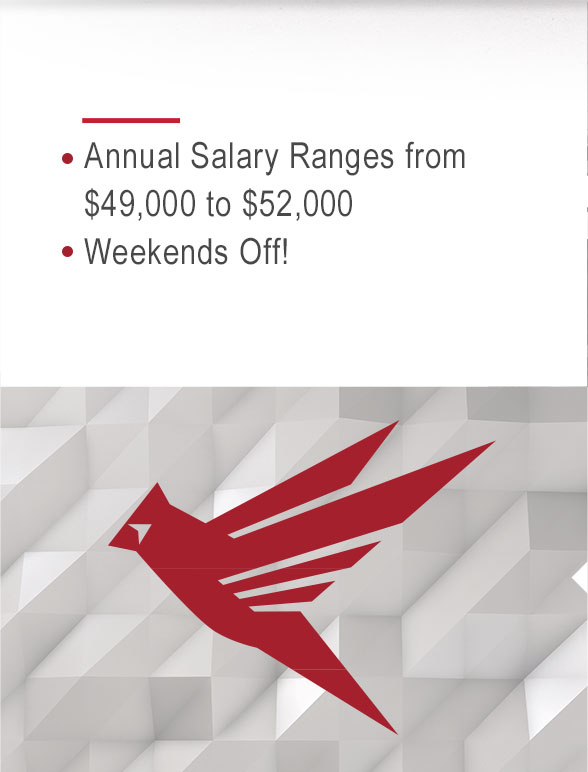 • Annual Salary Ranges from
$49,000 to $52,000
• Weekends Off!